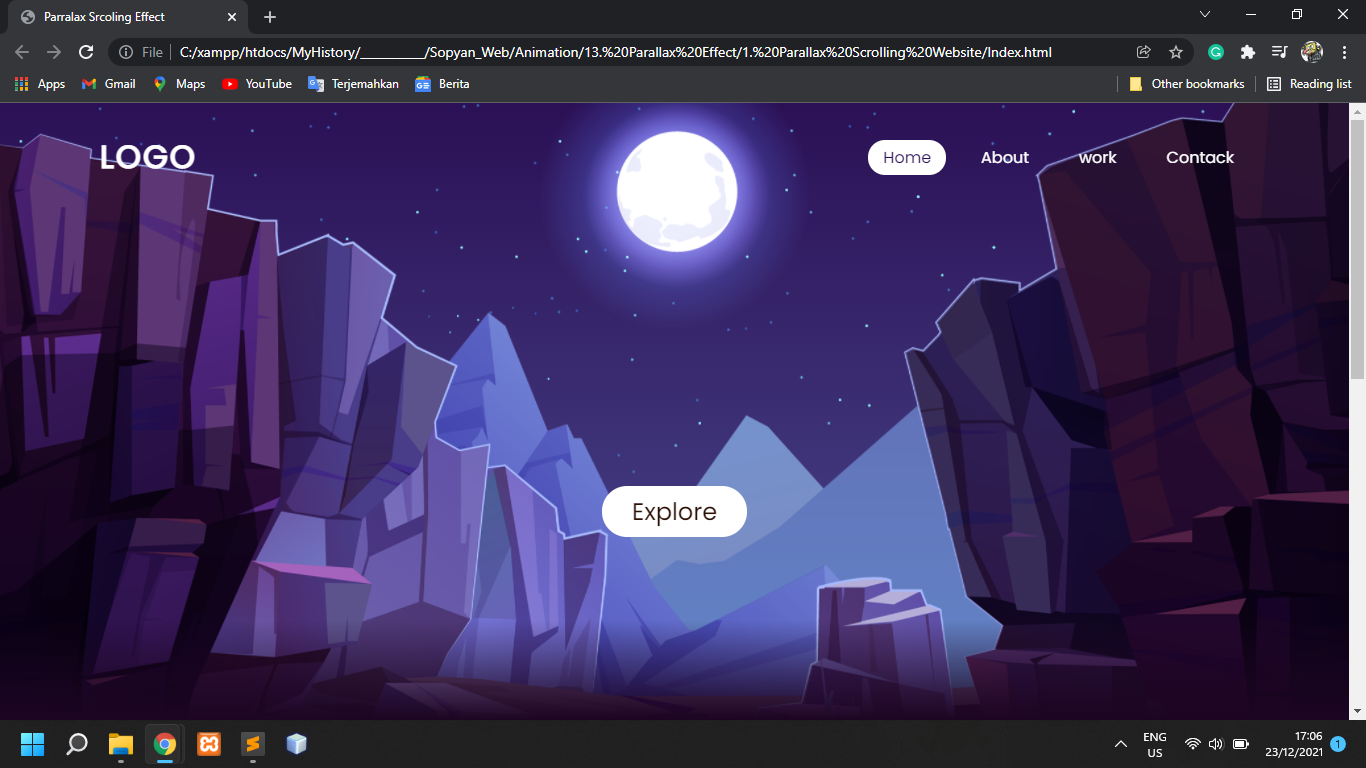 Parralax Srcoling Effect
File C:/xampp/htdocs/MyHistory/__________/Sopyan_Web/Animation/13.%20Parallax%20Effect/1.%20Parallax%20Scrolling%20Website/Index.html
Apps Gmail Maps YouTube Terjemahkan Berita Other bookmarks Reading list
LOGO Home About work Contack
Explore
ENG 17:06
US 23/12/2021 1